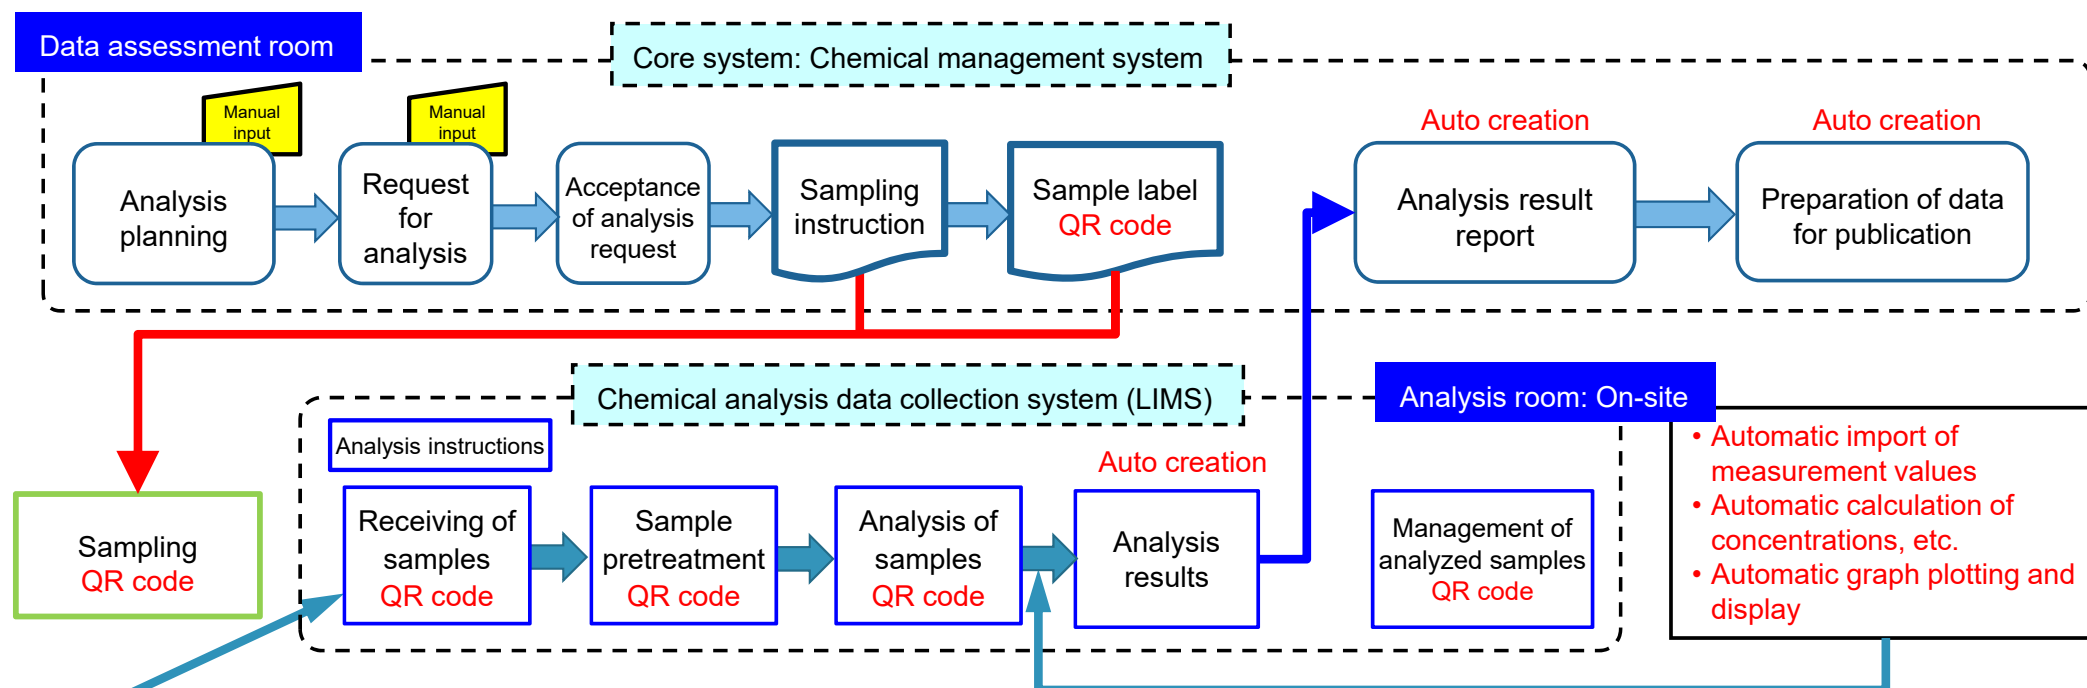 Data assessment room
Core system: Chemical management system
Manual
input
Manual
input
Auto creation
Auto creation
Analysis
planning
Request
for
analysis
Acceptance
of analysis
request
Sampling
instruction
Sample label
QR code
Analysis result
report
Preparation of data
for publication
Chemical analysis data collection system (LIMS)
Analysis room: On-site
Analysis instructions
Auto creation
Sampling
QR code
Receiving of
samples
QR code
Sample
pretreatment
QR code
Analysis of
samples
QR code
Analysis
results
Management of
analyzed samples
QR code
• Automatic import of
measurement values
• Automatic calculation of
concentrations, etc.
• Automatic graph plotting and
display